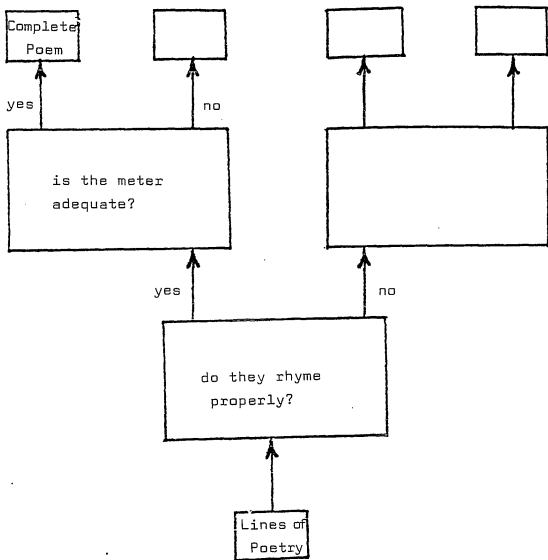 Complete
Poem
yes
no
is the meter
adequate?
yes
no
do they rhyme
properly?
Lines of
Poetry